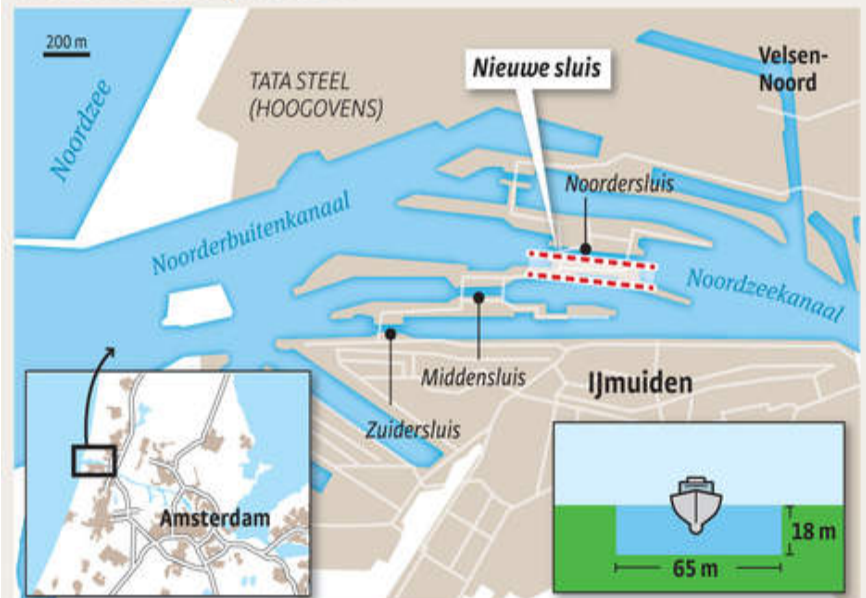 200 m
Noordzee
TATA STEEL
(HOOGOVENS)
Nieuwe sluis
Velsen-
Noord
Noordersluis
Noorderbuitenkanaal
Noordzeekanaal
Middensluis
IJmuiden
Zuidersluis
Amsterdam
18 m
65 m